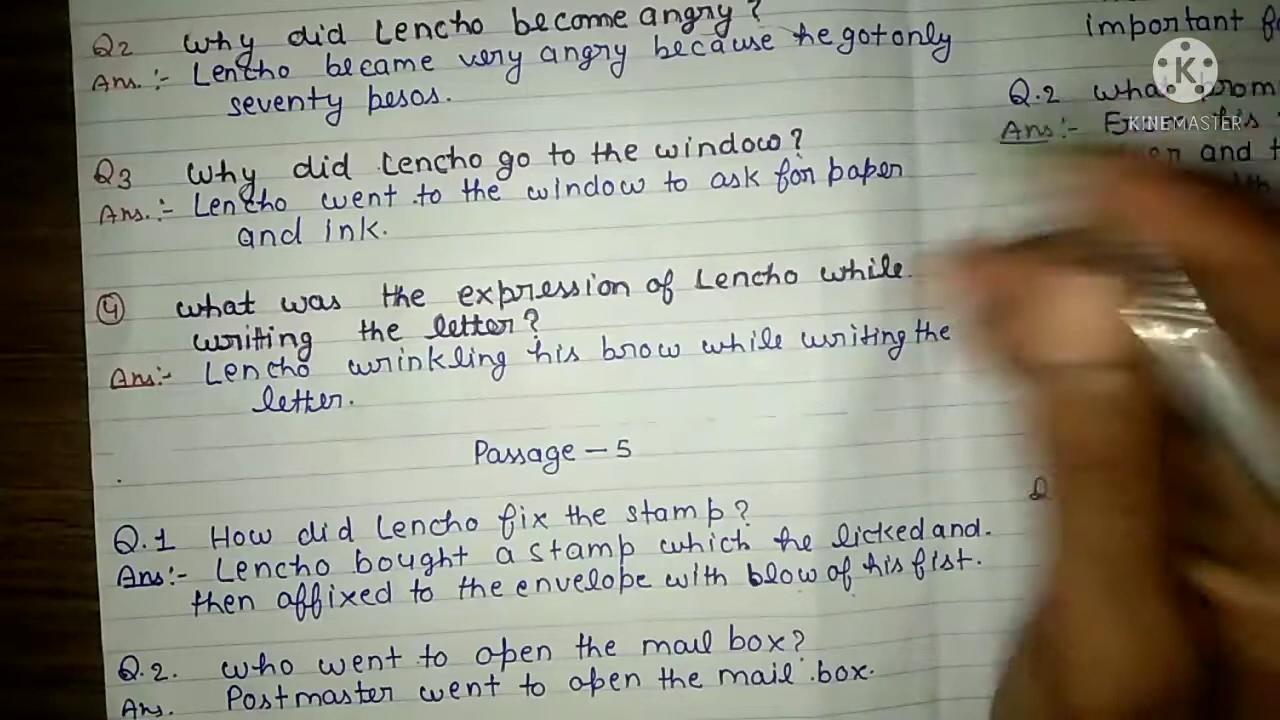 Q2 Why did Lencho become angry?
Ans.:- Lencho became very angry because he got only
seventy pesos.
Q3 Why did Lencho go to the window?
Ans.:- Lencho went to the window to ask for paper
and ink.
④ What was the expression of Lencho while
writing the letter?
Ans:- Lencho wrinkling his brow while writing the
letter.
Passage - 5
Q.1 How did Lencho fix the stamp?
Ans:- Lencho bought a stamp which he licked and.
then affixed to the envelope with blow of his fist.
Q.2. Who went to open the mail box?
Ans. Postmaster went to open the mail box.
important
Q.2 what
Ans:-
and
K
KINEMASTER